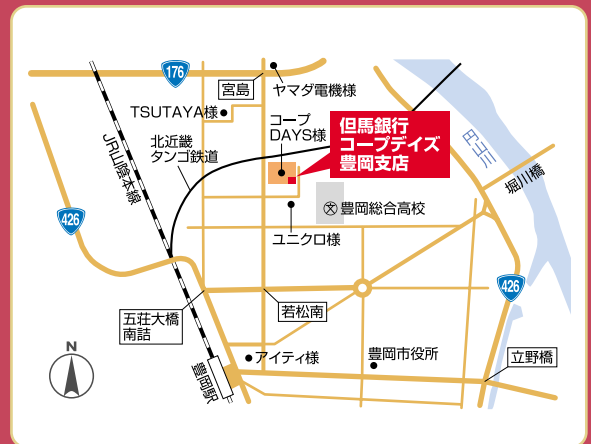 176
宮島
ヤマダ電機様
TSUTAYA様
コープ
DAYS様
但馬銀行
コープデイズ
豊岡支店
北近畿
タンゴ鉄道
JR山陰本線
円山川
堀川橋
文
豊岡総合高校
426
ユニクロ様
426
五荘大橋
南詰
若松南
N
アイティ様
豊岡市役所
立野橋
豊岡駅